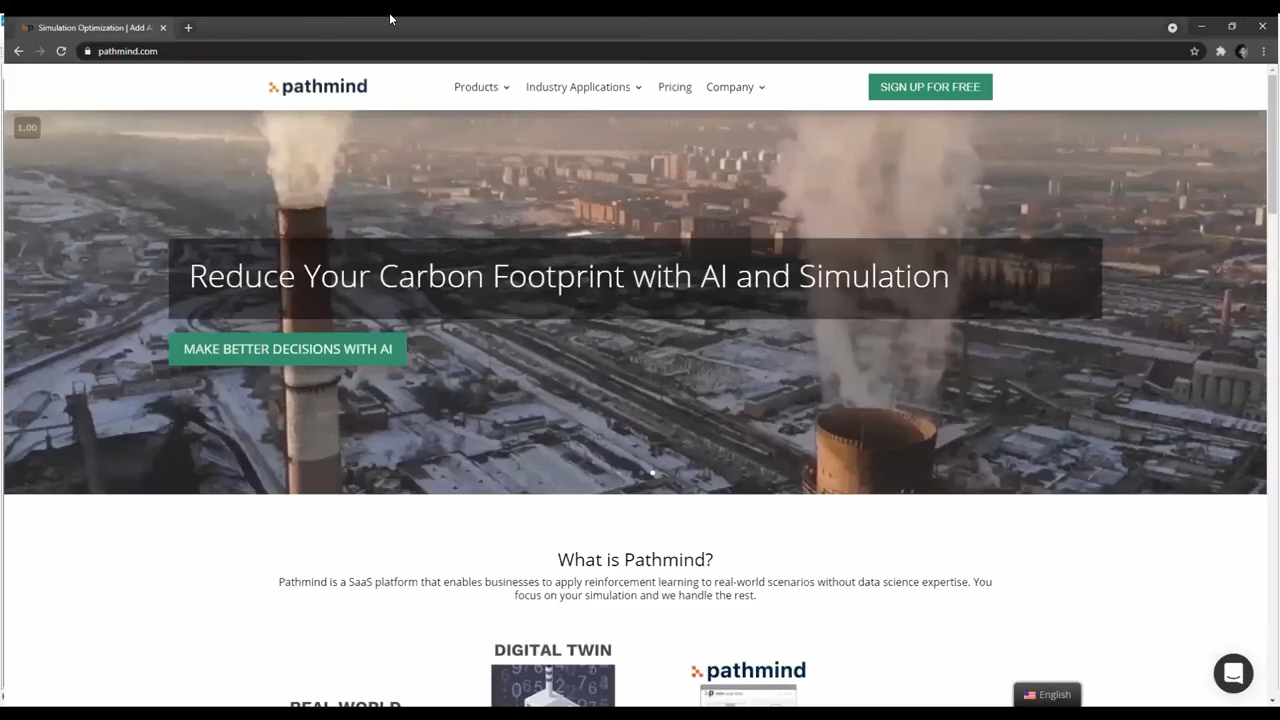 Simulation Optimization | Add A
pathmind.com
pathmind
Products
Industry Applications
Pricing
Company
SIGN UP FOR FREE
1.00
Reduce Your Carbon Footprint with AI and Simulation
MAKE BETTER DECISIONS WITH AI
What is Pathmind?
Pathmind is a SaaS platform that enables businesses to apply reinforcement learning to real-world scenarios without data science expertise. You
focus on your simulation and we handle the rest.
DIGITAL TWIN
pathmind
REAL WORLD
English